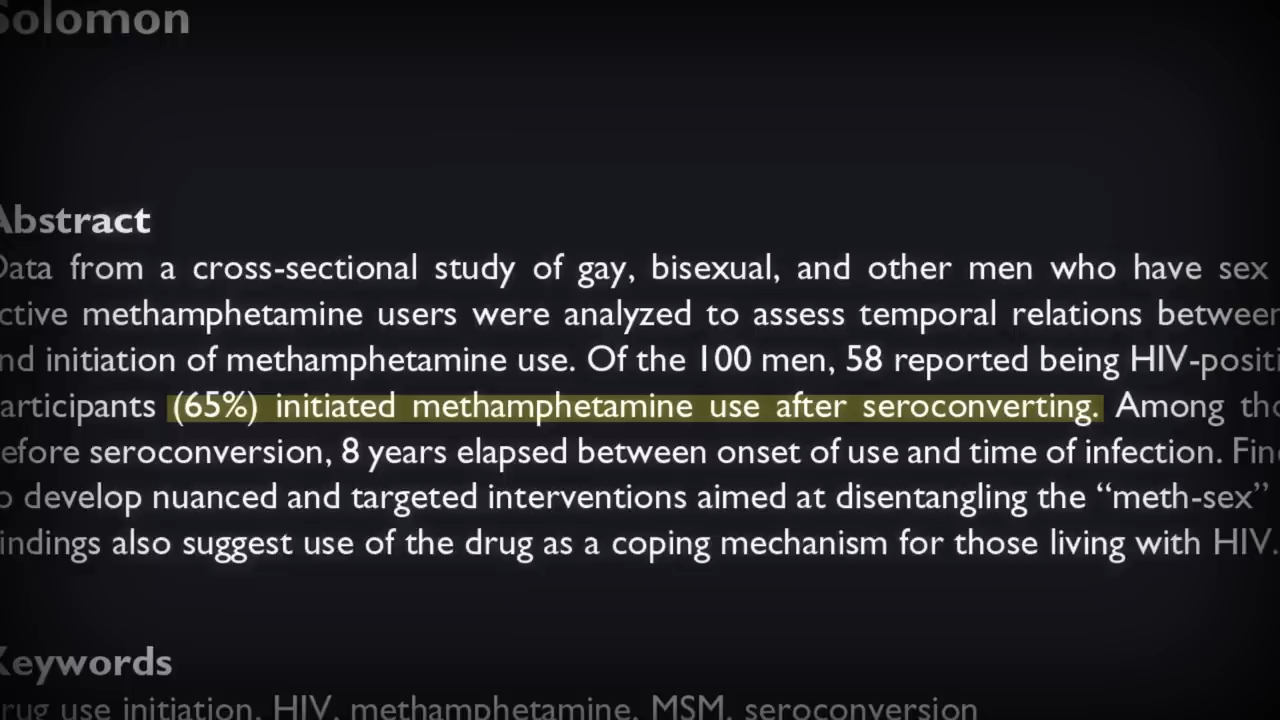 Solomon
Abstract
Data from a cross-sectional study of gay, bisexual, and other men who have sex
ctive methamphetamine users were analyzed to assess temporal relations between
nd initiation of methamphetamine use. Of the 100 men, 58 reported being HIV-positi
articipants (65%) initiated methamphetamine use after seroconverting. Among tho
efore seroconversion, 8 years elapsed between onset of use and time of infection. Fin
o develop nuanced and targeted interventions aimed at disentangling the “meth-sex”
indings also suggest use of the drug as a coping mechanism for those living with HIV.
Keywords
rug use initiation, HIV, methamphetamine, MSM, seroconversion